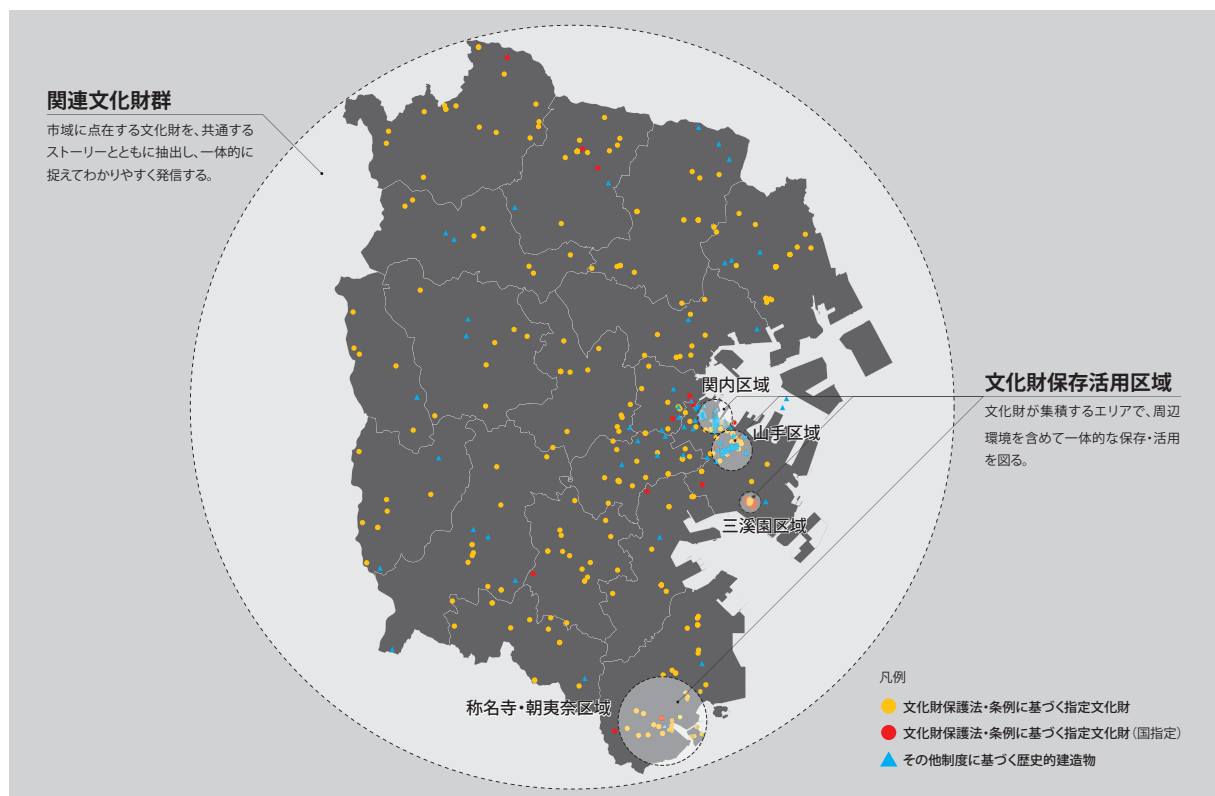 関連文化財群
市域に点在する文化財を、共通する
ストーリーとともに抽出し、一体的に
捉えてわかりやすく発信する。
関内区域
山手区域
三溪園区域
称名寺・朝夷奈区域
文化財保存活用区域
文化財が集積するエリアで、周辺
環境を含めて一体的な保存・活用
を図る。
凡例
文化財保護法・条例に基づく指定文化財
文化財保護法・条例に基づく指定文化財（国指定）
その他制度に基づく歴史的建造物